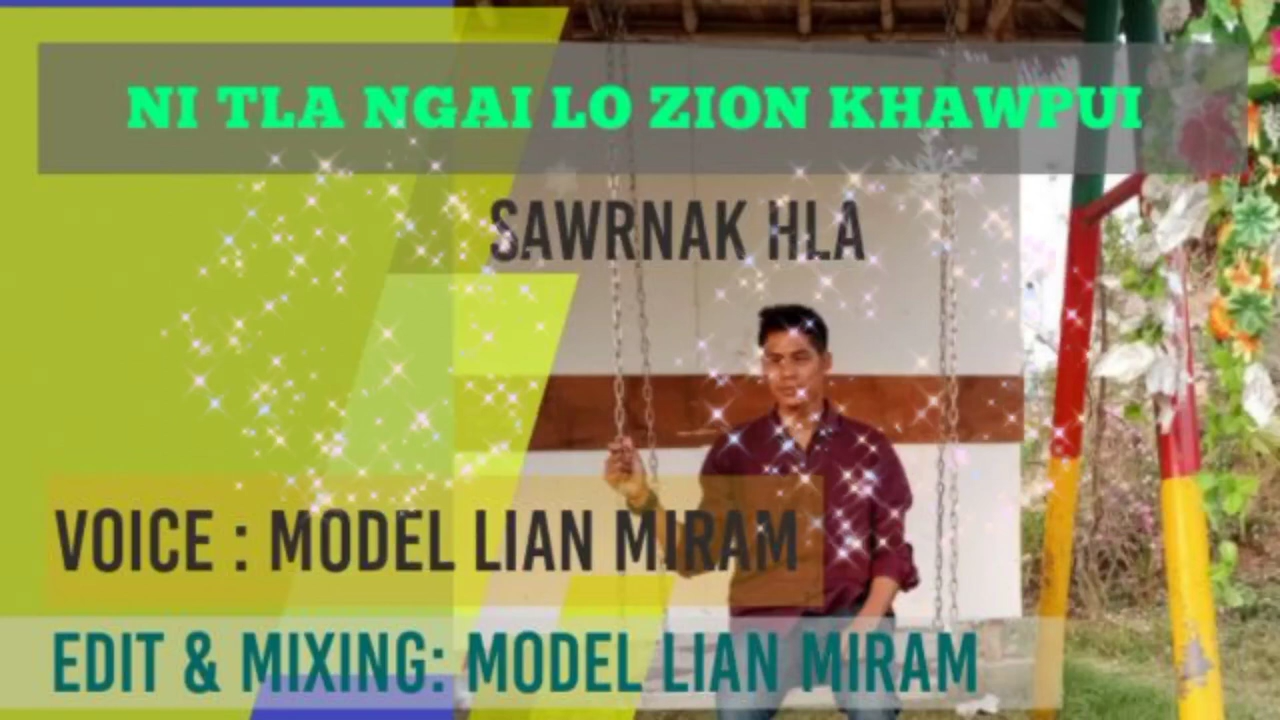 NI TLA NGAI LO ZION KHAWPUI
SAWRNAK HLA
VOICE : MODEL LIAN MIRAM
EDIT & MIXING: MODEL LIAN MIRAM